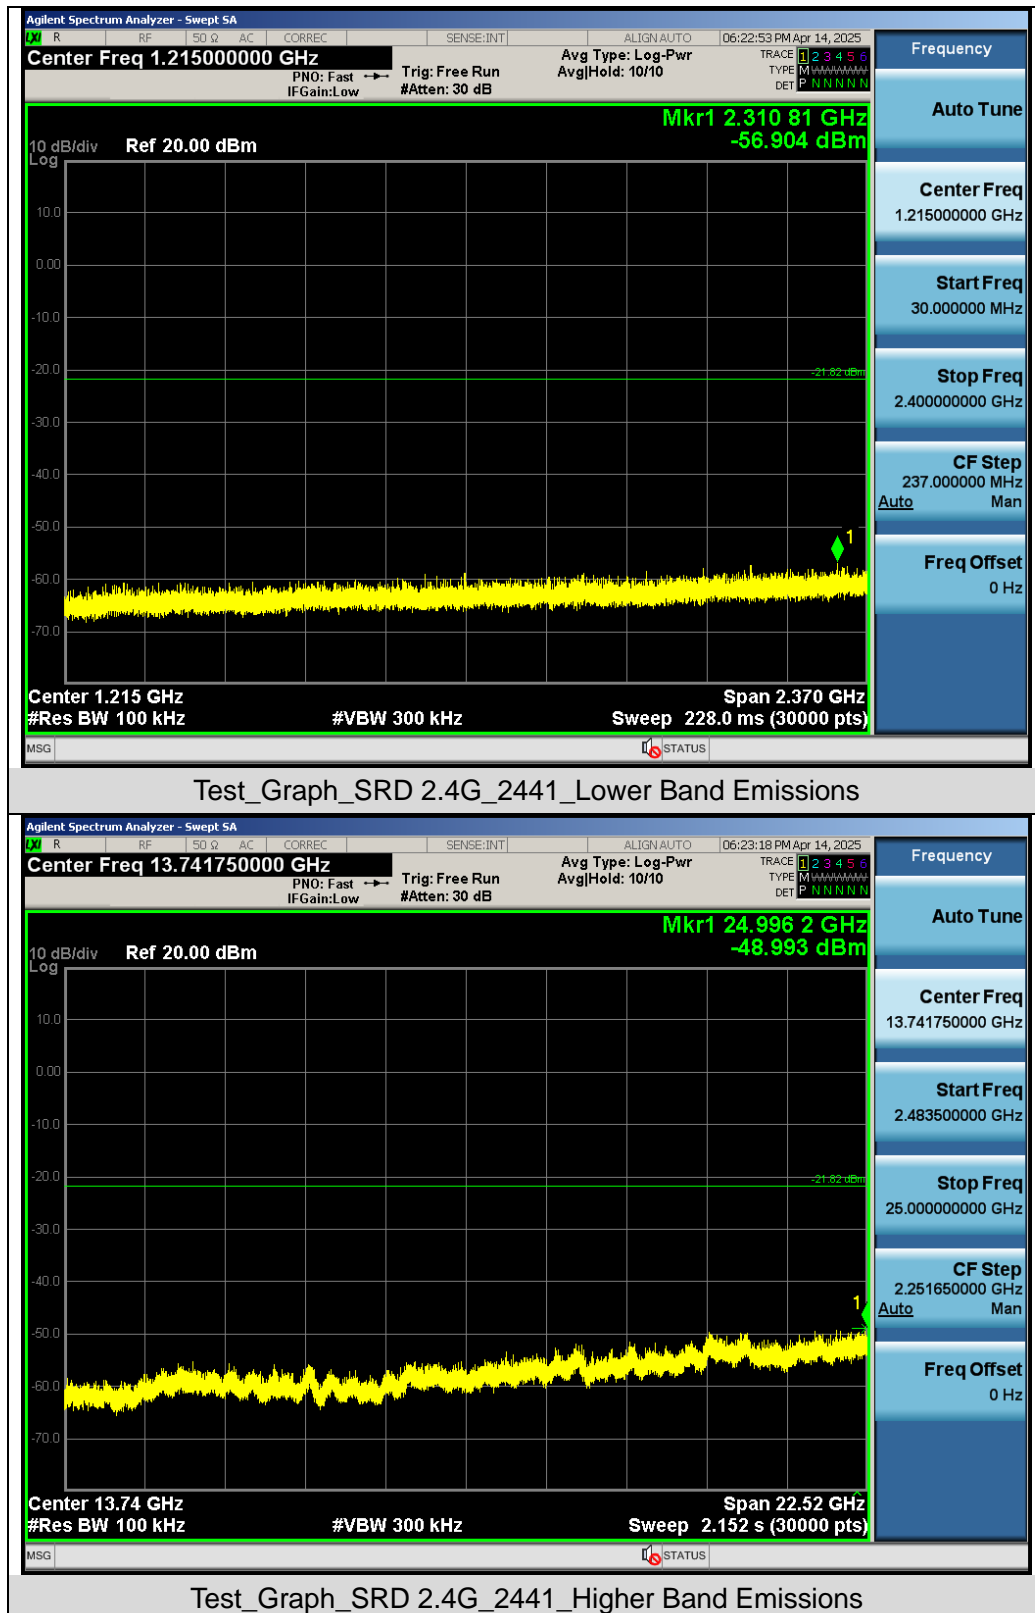 Agilent Spectrum Analyzer - Swept SA
LXI R RF 50 Ω AC CORREC SENSE:INT ALIGN AUTO 06:22:53 PM Apr 14, 2025
Center Freq 1.215000000 GHz
PNO: Fast
IFGain:Low
Trig: Free Run
#Atten: 30 dB
Avg Type: Log-Pwr
Avg|Hold: 10/10
TRACE 1 2 3 4 5 6
TYPE M
DET P N N N N N
Mkr1 2.310 81 GHz
-56.904 dBm
10 dB/div Ref 20.00 dBm
Log
10.0
0.00
-10.0
-20.0
-21.82 dBm
-30.0
-40.0
-50.0
1
-60.0
-70.0
Center 1.215 GHz Span 2.370 GHz
#Res BW 100 kHz #VBW 300 kHz Sweep 228.0 ms (30000 pts)
MSG STATUS
Frequency
Auto Tune
Center Freq
1.215000000 GHz
Start Freq
30.000000 MHz
Stop Freq
2.400000000 GHz
CF Step
237.000000 MHz
Auto Man
Freq Offset
0 Hz
Test_Graph_SRD 2.4G_2441_Lower Band Emissions
Agilent Spectrum Analyzer - Swept SA
LXI R RF 50 Ω AC CORREC SENSE:INT ALIGN AUTO 06:23:18 PM Apr 14, 2025
Center Freq 13.741750000 GHz
PNO: Fast
IFGain:Low
Trig: Free Run
#Atten: 30 dB
Avg Type: Log-Pwr
Avg|Hold: 10/10
TRACE 1 2 3 4 5 6
TYPE M
DET P N N N N N
Mkr1 24.996 2 GHz
-48.993 dBm
10 dB/div Ref 20.00 dBm
Log
10.0
0.00
-10.0
-20.0
-21.82 dBm
-30.0
-40.0
1
-50.0
-60.0
-70.0
Center 13.74 GHz Span 22.52 GHz
#Res BW 100 kHz #VBW 300 kHz Sweep 2.152 s (30000 pts)
MSG STATUS
Frequency
Auto Tune
Center Freq
13.741750000 GHz
Start Freq
2.483500000 GHz
Stop Freq
25.000000000 GHz
CF Step
2.251650000 GHz
Auto Man
Freq Offset
0 Hz
Test_Graph_SRD 2.4G_2441_Higher Band Emissions